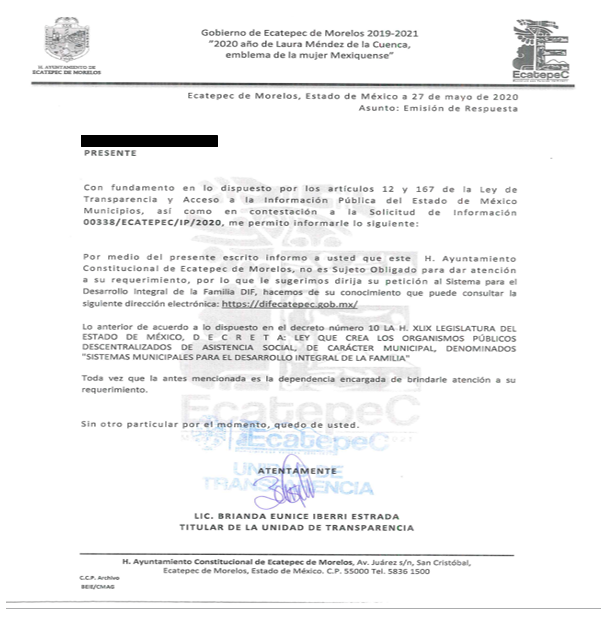 Gobierno de Ecatepec de Morelos 2019-2021
"2020 año de Laura Méndez de la Cuenca,
emblema de la mujer Mexiquense"
H. AYUNTAMIENTO DE
ECATEPEC DE MORELOS
EcatepeC
Ecatepec de Morelos, Estado de México a 27 de mayo de 2020
Asunto: Emisión de Respuesta
PRESENTE
Con fundamento en lo dispuesto por los artículos 12 y 167 de la Ley de
Transparencia y Acceso a la Información Pública del Estado de México
Municipios, así como en contestación a la Solicitud de Información
00338/ECATEPEC/IP/2020, me permito informarle lo siguiente:
Por medio del presente escrito informo a usted que este H. Ayuntamiento
Constitucional de Ecatepec de Morelos, no es Sujeto Obligado para dar atención
a su requerimiento, por lo que le sugerimos dirija su petición al Sistema para el
Desarrollo Integral de la Familia DIF, hacemos de su conocimiento que puede consultar la
siguiente dirección electrónica: https://difecatepec.gob.mx/
Lo anterior de acuerdo a lo dispuesto en el decreto número 10 LA H. XLIX LEGISLATURA DEL
ESTADO DE MÉXICO, D E C R E T A: LEY QUE CREA LOS ORGANISMOS PÚBLICOS
DESCENTRALIZADOS DE ASISTENCIA SOCIAL, DE CARÁCTER MUNICIPAL, DENOMINADOS
"SISTEMAS MUNICIPALES PARA EL DESARROLLO INTEGRAL DE LA FAMILIA"
Toda vez que la antes mencionada es la dependencia encargada de brindarle atención a su
requerimiento.
EcatepeC
Sin otro particular por el momento, quedo de usted.
EcatepeC
UNIDAD DE
ATENTAMENTE
TRANSPARENCIA
LIC. BRIANDA EUNICE IBERRI ESTRADA
TITULAR DE LA UNIDAD DE TRANSPARENCIA
H. Ayuntamiento Constitucional de Ecatepec de Morelos, Av. Juárez s/n, San Cristóbal,
Ecatepec de Morelos, Estado de México. C.P. 55000 Tel. 5836 1500
C.C.P. Archivo
BEIE/CMAG